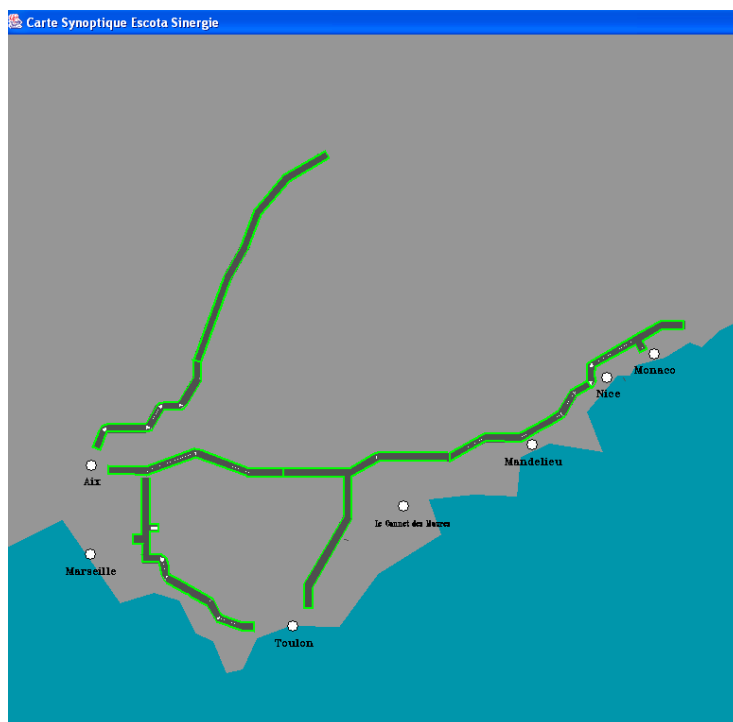 Carte Synoptique Escota Sinergie
Monaco
Nice
Mandelieu
Aix
Le Cannet des Maures
Marseille
Toulon